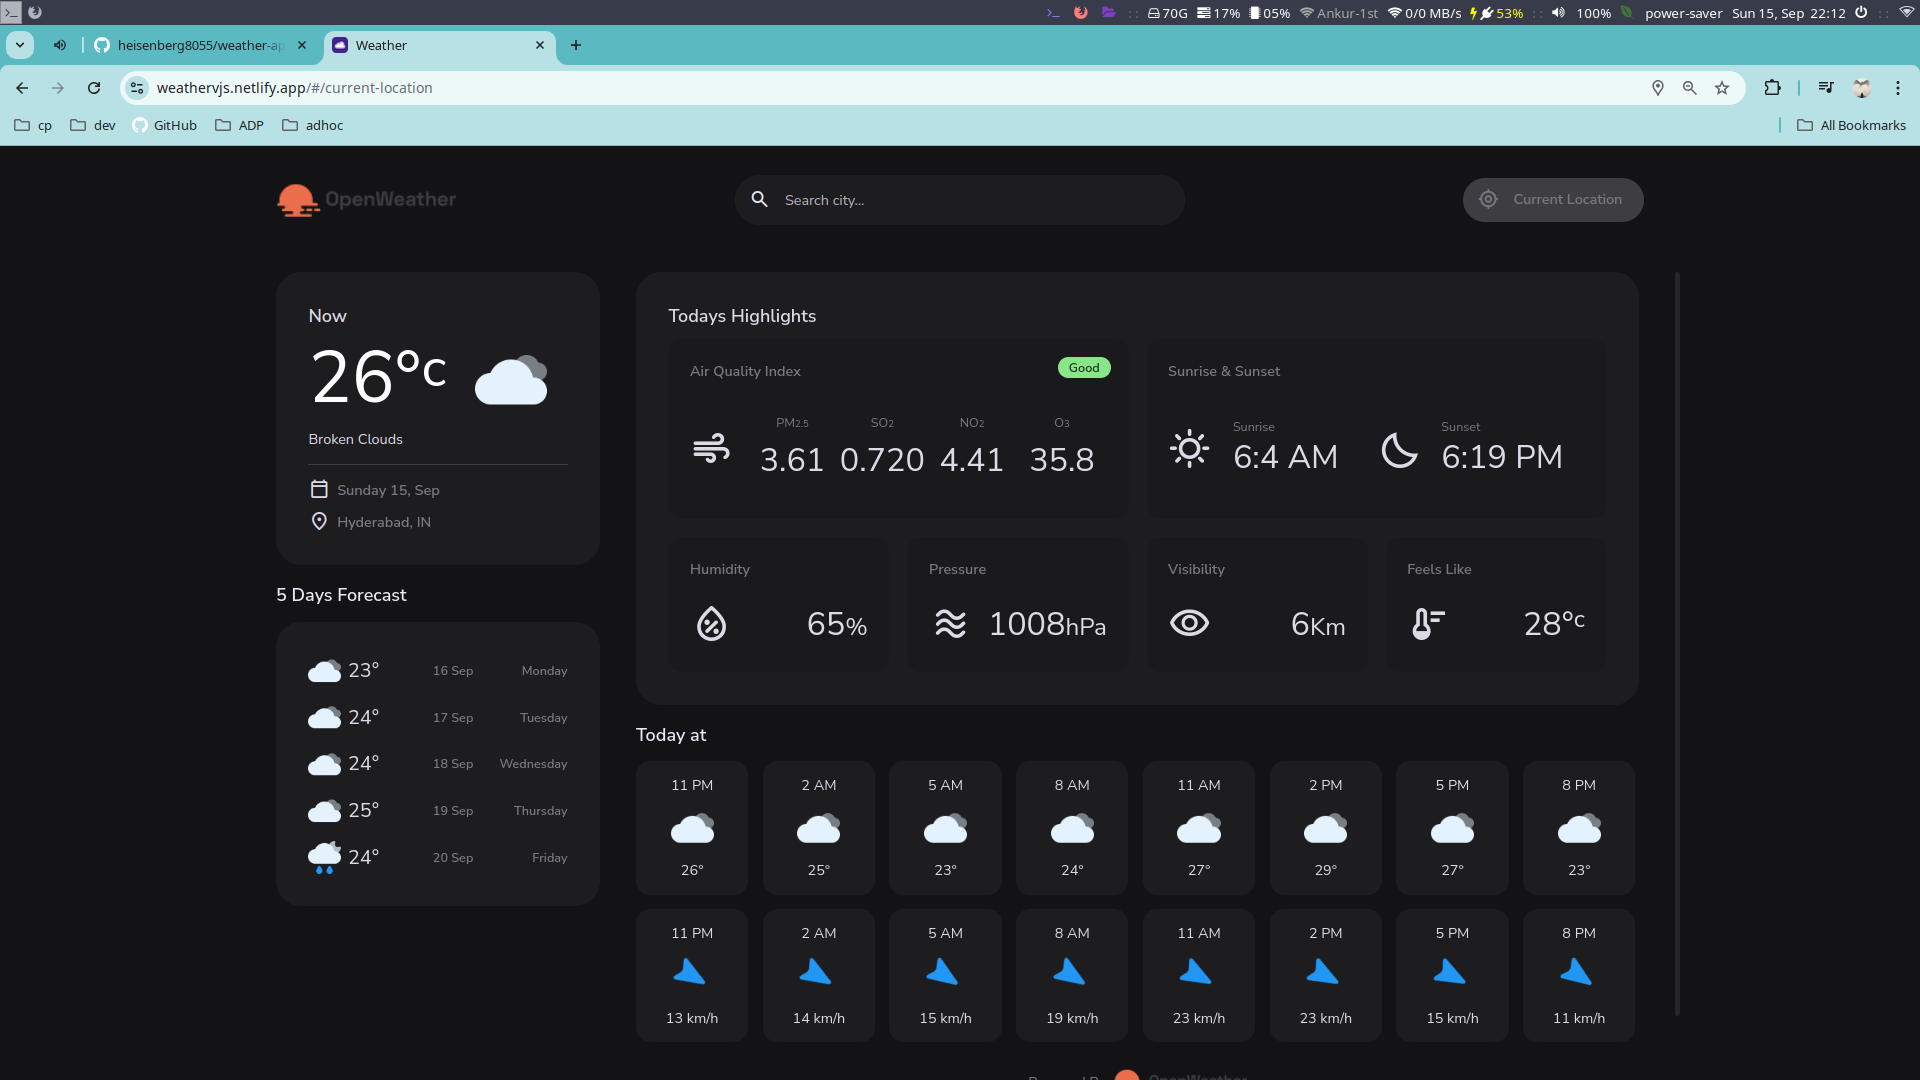 70G 17% 05% Ankur-1st 0/0 MB/s 53% 100% power-saver Sun 15, Sep 22:12
heisenberg8055/weather-ap Weather
weathervjs.netlify.app/#/current-location
cp dev GitHub ADP adhoc All Bookmarks
OpenWeather
Search city...
Current Location
Now
26°c
Broken Clouds
Sunday 15, Sep
Hyderabad, IN
5 Days Forecast
23° 16 Sep Monday
24° 17 Sep Tuesday
24° 18 Sep Wednesday
25° 19 Sep Thursday
24° 20 Sep Friday
Todays Highlights
Air Quality Index Good
PM2.5 SO2 NO2 O3
3.61 0.720 4.41 35.8
Sunrise & Sunset
Sunrise Sunset
6:4 AM 6:19 PM
Humidity
65%
Pressure
1008hPa
Visibility
6Km
Feels Like
28°c
Today at
11 PM 2 AM 5 AM 8 AM 11 AM 2 PM 5 PM 8 PM
26° 25° 23° 24° 27° 29° 27° 23°
11 PM 2 AM 5 AM 8 AM 11 AM 2 PM 5 PM 8 PM
13 km/h 14 km/h 15 km/h 19 km/h 23 km/h 23 km/h 15 km/h 11 km/h